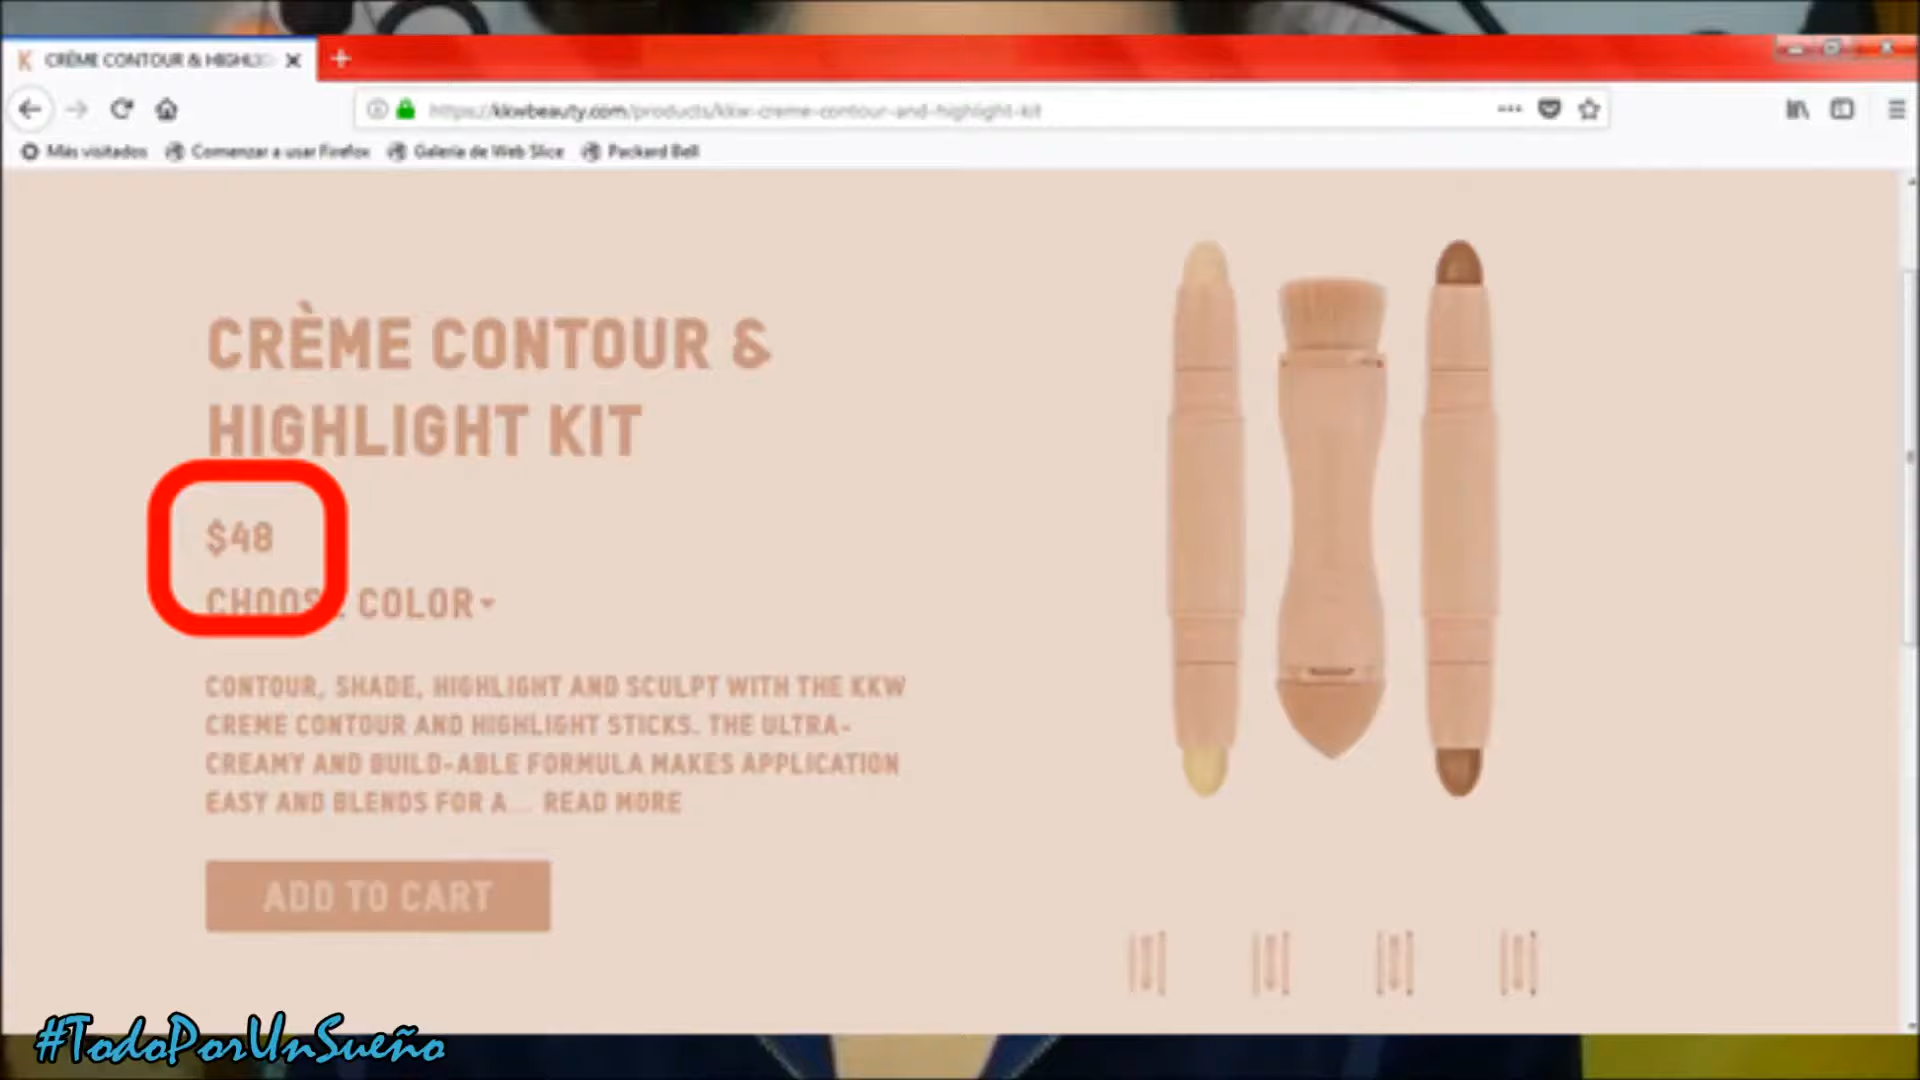 CRÈME CONTOUR & HIGHLIG
https://kkwbeauty.com/products/kkw-creme-contour-and-highlight-kit
Más visitados Comenzar a usar Firefox Galería de Web Slice Packard Bell
CRÈME CONTOUR &
HIGHLIGHT KIT
$48
CHOOSE COLOR
CONTOUR, SHADE, HIGHLIGHT AND SCULPT WITH THE KKW
CREME CONTOUR AND HIGHLIGHT STICKS. THE ULTRA-
CREAMY AND BUILD-ABLE FORMULA MAKES APPLICATION
EASY AND BLENDS FOR A... READ MORE
ADD TO CART
#TodoPorUnSueño